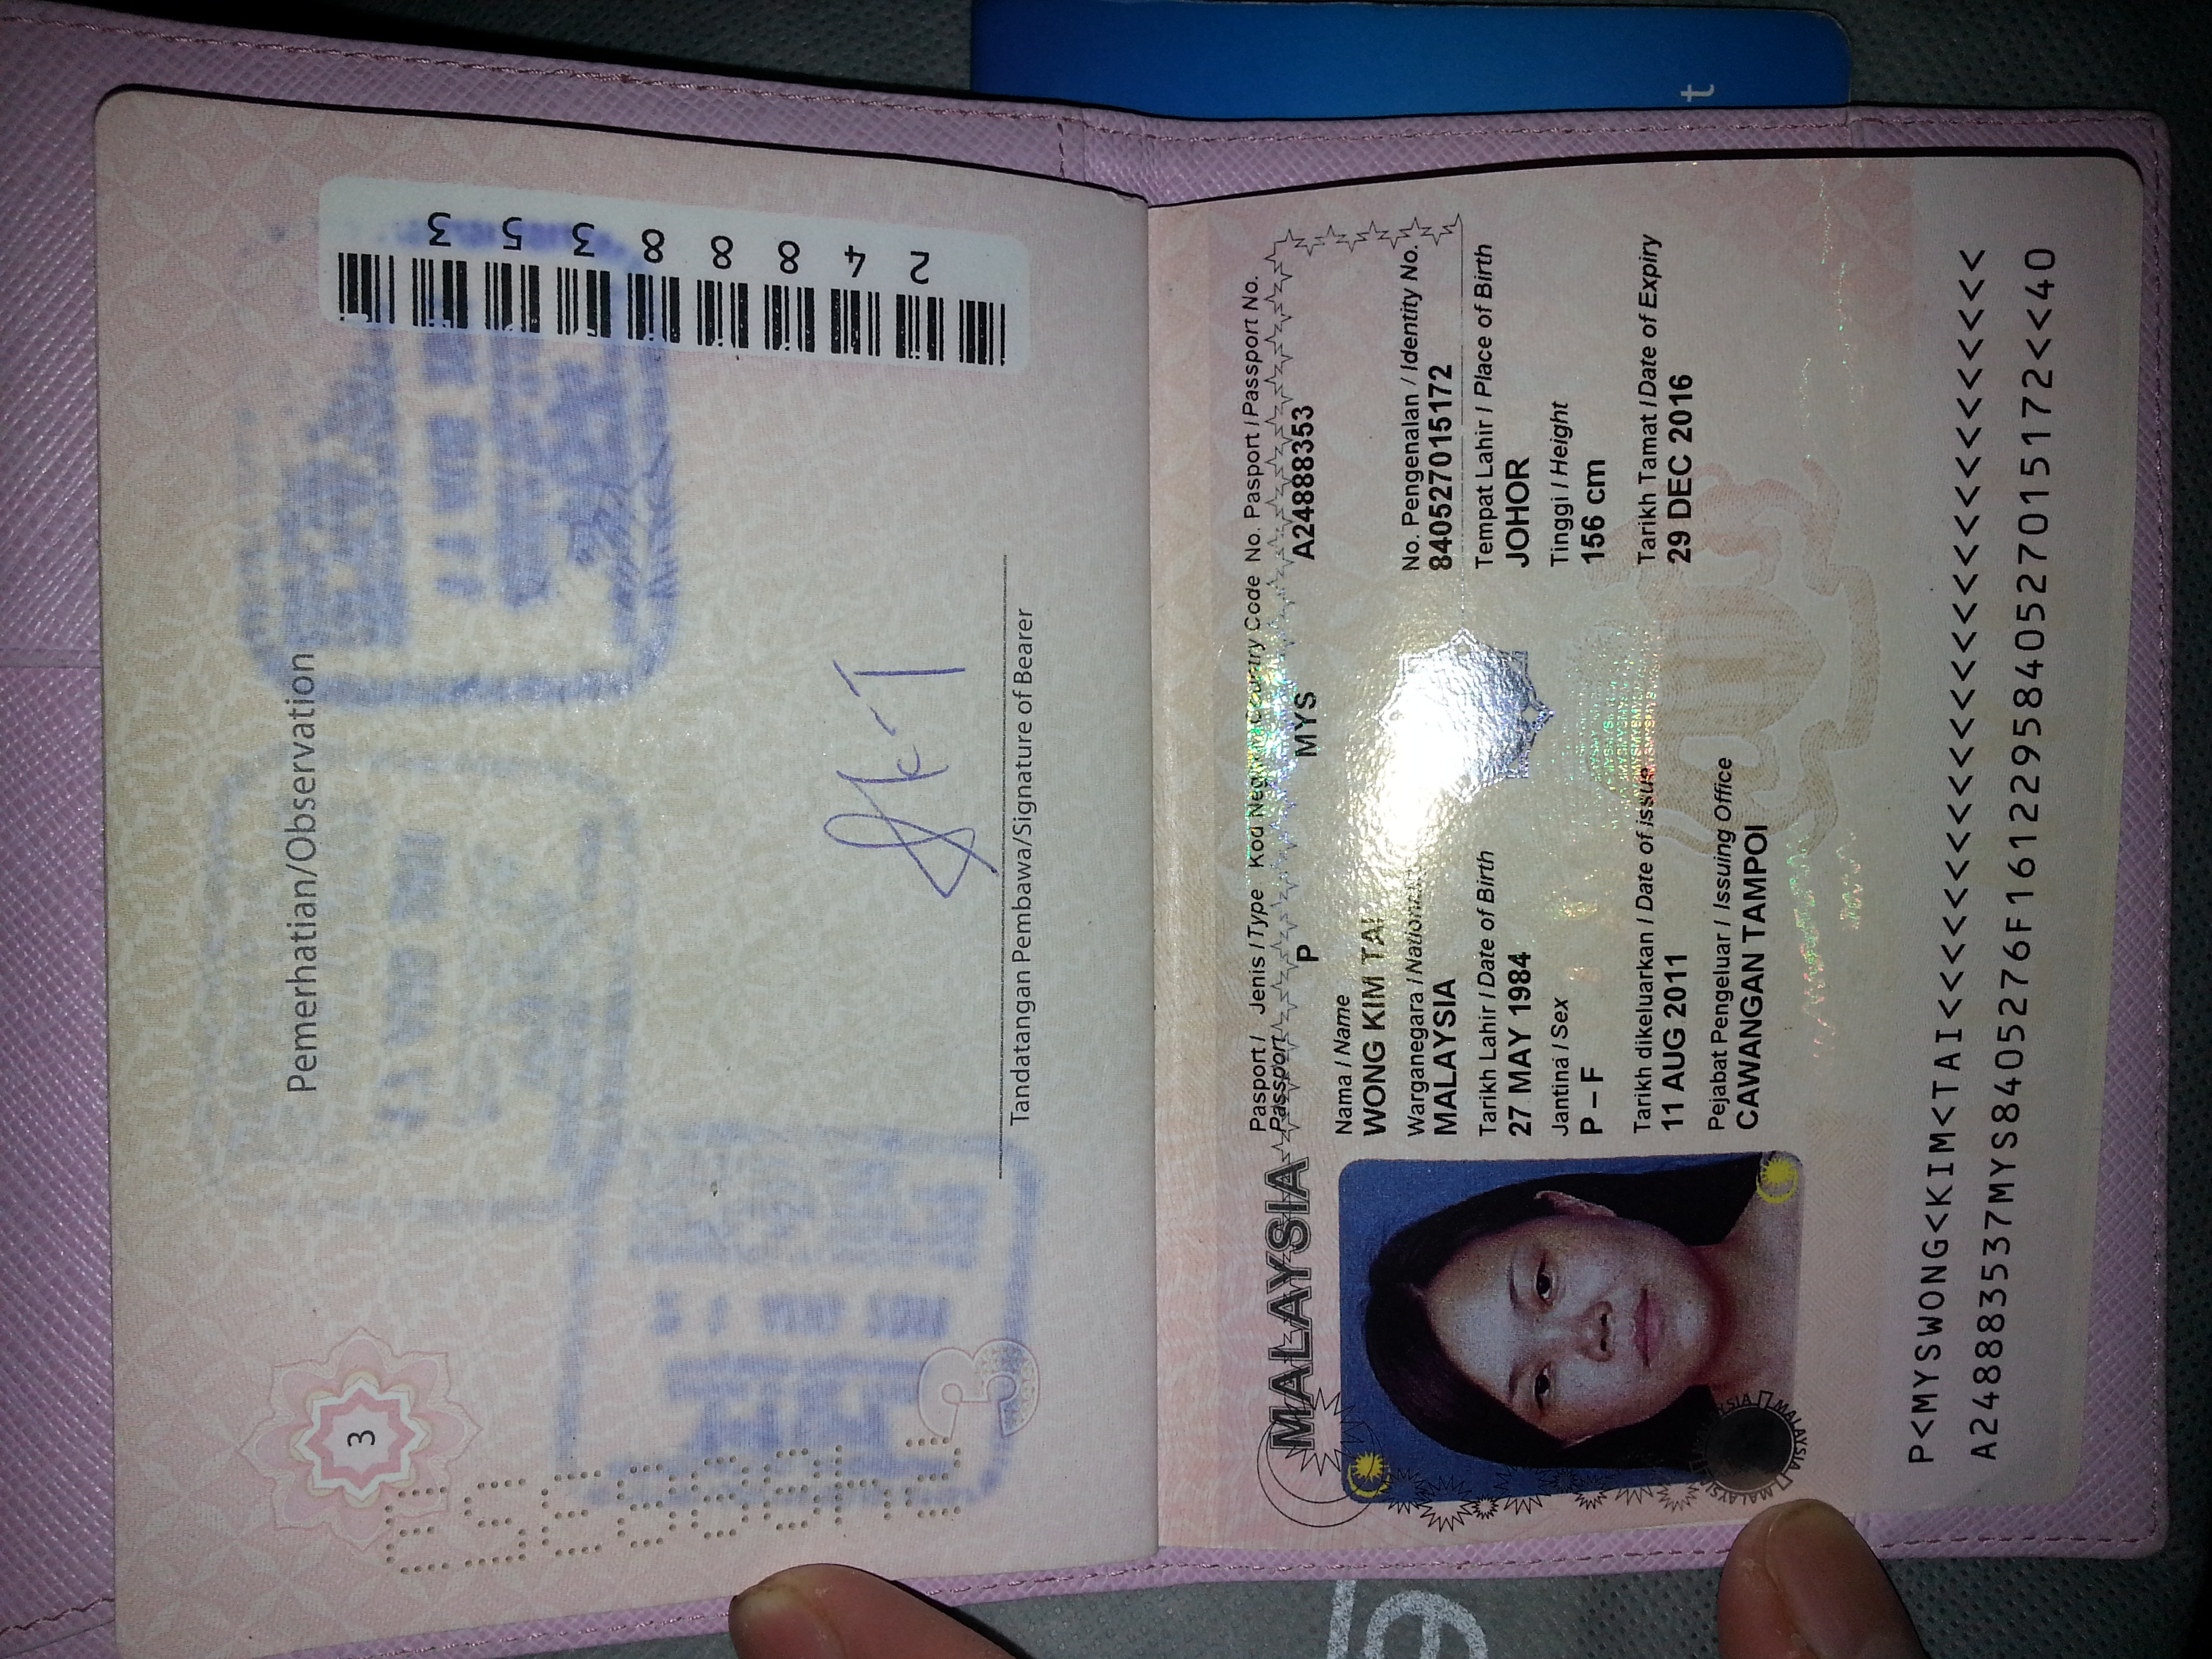 3
Pemerhatian/Observation
2 4 8 8 8 3 5 3
Tandatangan Pembawa/Signature of Bearer
MALAYSIA
Pasport / Passport
Jenis / Type
Kod Negara / Country Code
No. Pasport / Passport No.
P
MYS
A24888353
Nama / Name
WONG KIM TAI
Warganegara / Nationality
No. Pengenalan / Identity No.
MALAYSIA
840527015172
Tarikh Lahir / Date of Birth
Tempat Lahir / Place of Birth
27 MAY 1984
JOHOR
Jantina / Sex
Tinggi / Height
P – F
156 cm
Tarikh dikeluarkan / Date of issue
Tarikh Tamat / Date of Expiry
11 AUG 2011
29 DEC 2016
Pejabat Pengeluar / Issuing Office
CAWANGAN TAMPOI
P<MYSWONG<KIM<TAI<<<<<<<<<<<<<<<<<<<<<<<<<<<
A248883537MYS8405276F1612295840527015172<<40